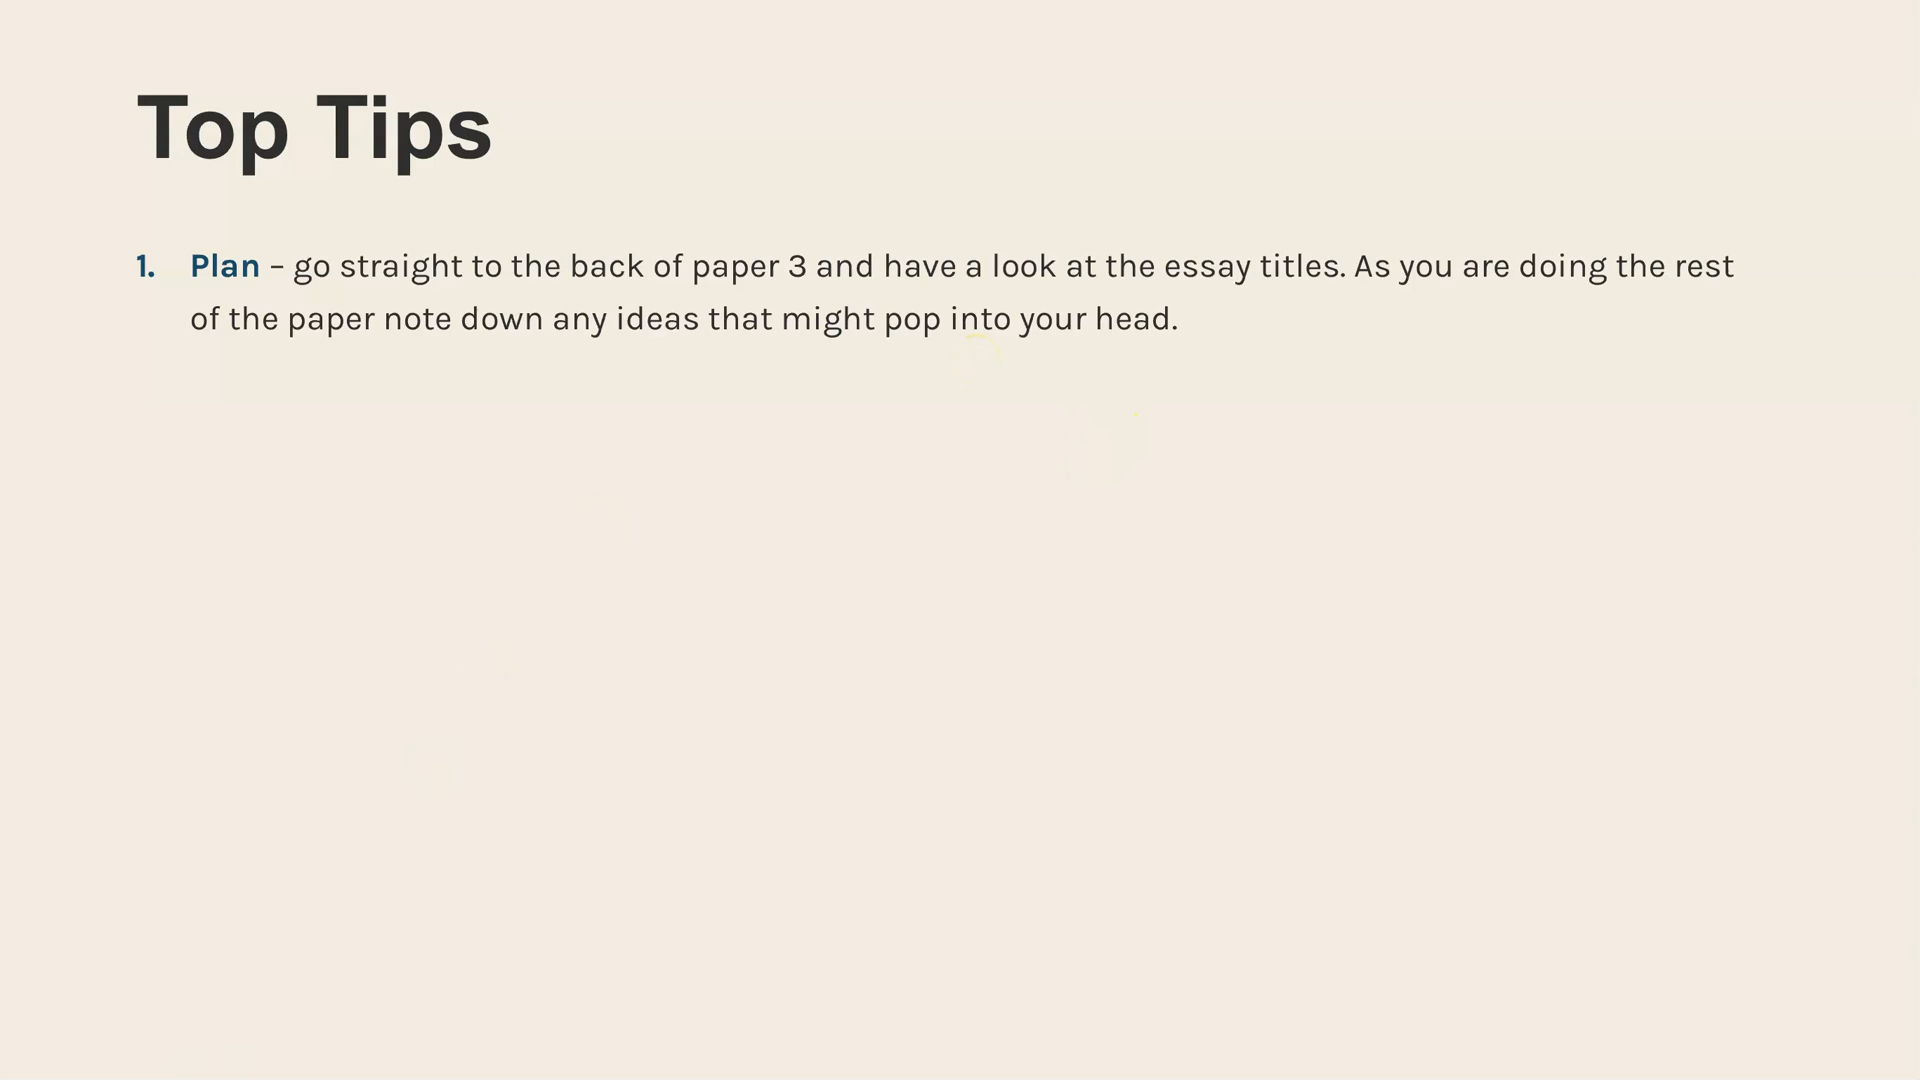 Top Tips
1. Plan – go straight to the back of paper 3 and have a look at the essay titles. As you are doing the rest
of the paper note down any ideas that might pop into your head.